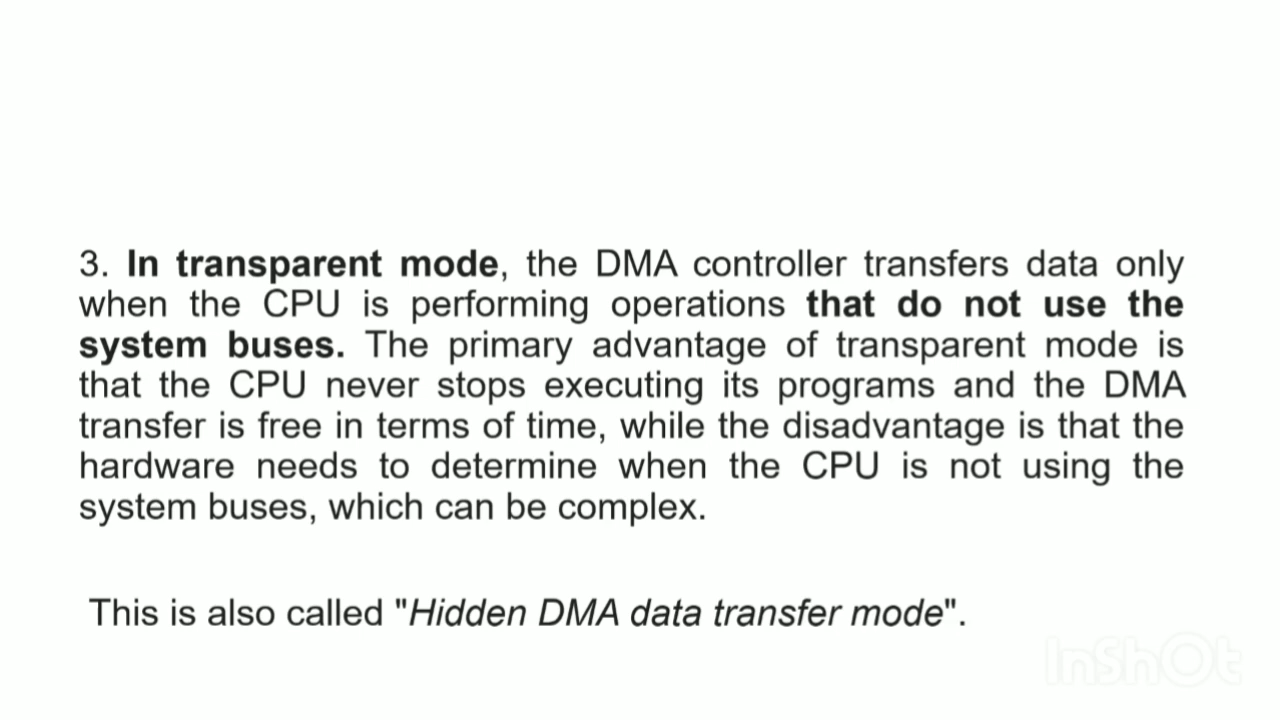 3. In transparent mode, the DMA controller transfers data only
when the CPU is performing operations that do not use the
system buses. The primary advantage of transparent mode is
that the CPU never stops executing its programs and the DMA
transfer is free in terms of time, while the disadvantage is that the
hardware needs to determine when the CPU is not using the
system buses, which can be complex.
This is also called "Hidden DMA data transfer mode".
InShOt